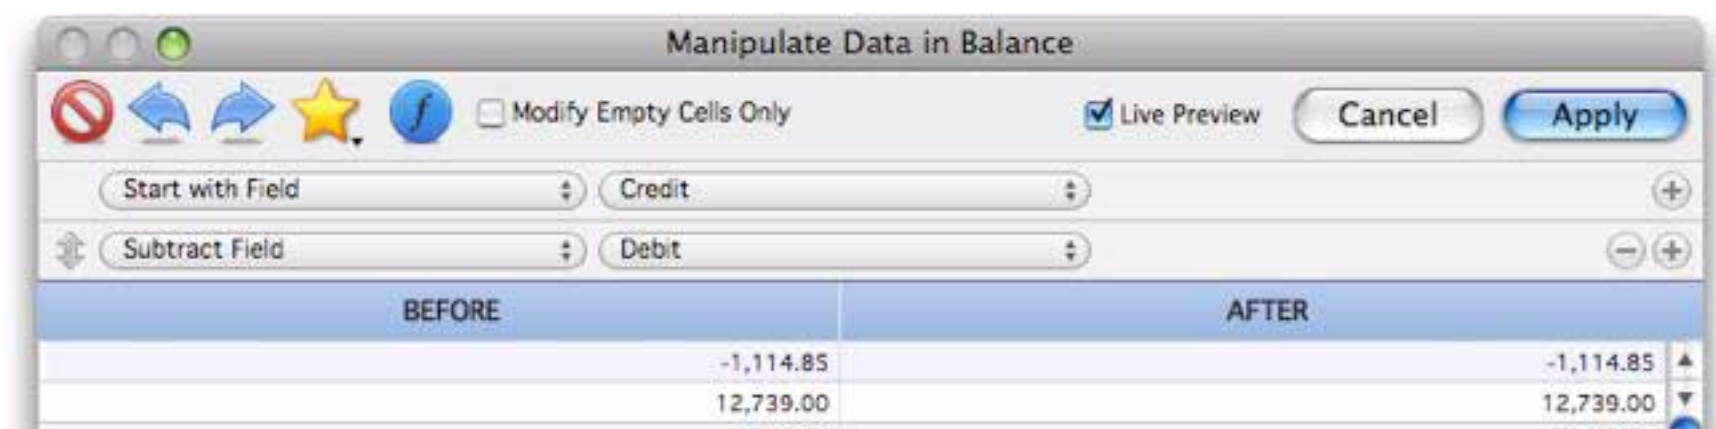 Manipulate Data in Balance
f Modify Empty Cells Only Live Preview Cancel Apply
Start with Field Credit
Subtract Field Debit
BEFORE AFTER
-1,114.85 -1,114.85
12,739.00 12,739.00